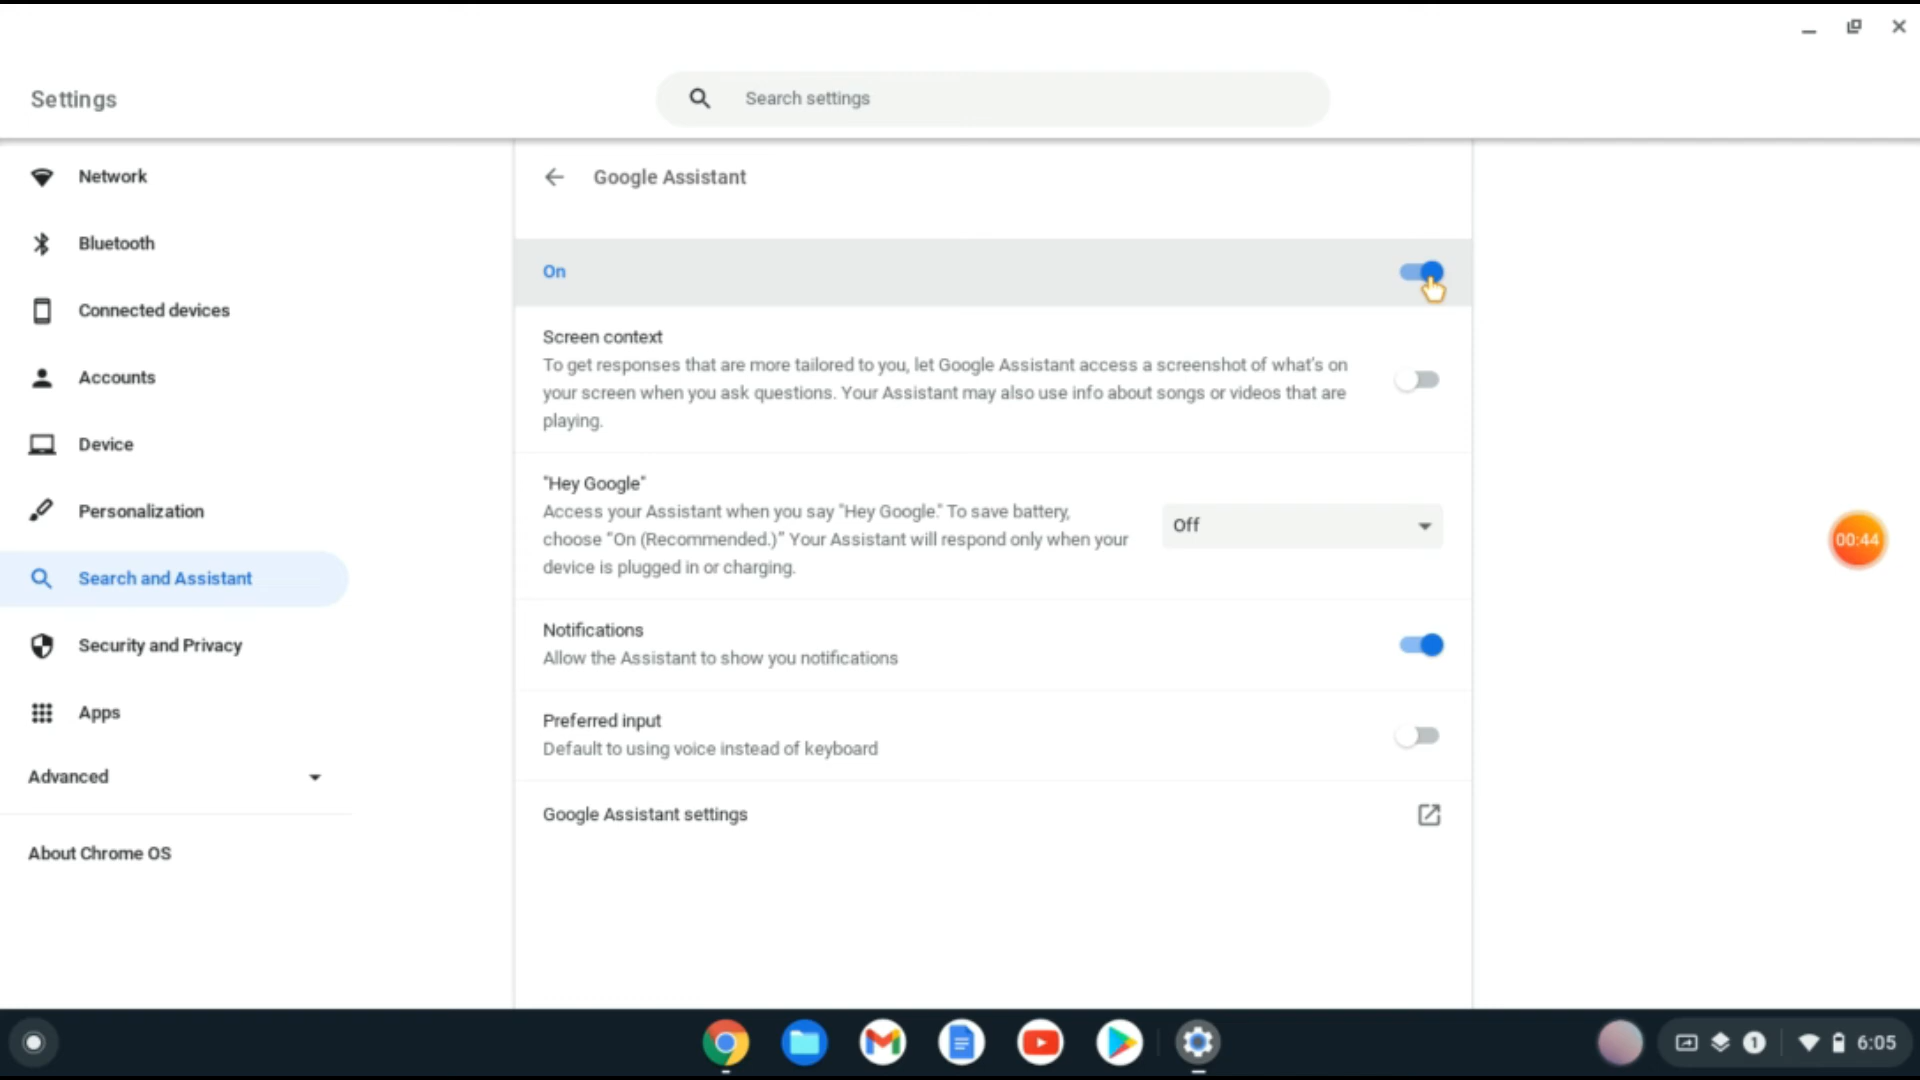 Settings
Search settings
Network
Bluetooth
Connected devices
Accounts
Device
Personalization
Search and Assistant
Security and Privacy
Apps
Advanced
About Chrome OS
Google Assistant
On
Screen context
To get responses that are more tailored to you, let Google Assistant access a screenshot of what's on
your screen when you ask questions. Your Assistant may also use info about songs or videos that are
playing.
"Hey Google"
Access your Assistant when you say "Hey Google." To save battery,
choose “On (Recommended.)” Your Assistant will respond only when your
device is plugged in or charging.
Off
Notifications
Allow the Assistant to show you notifications
Preferred input
Default to using voice instead of keyboard
Google Assistant settings
00:44
1
6:05